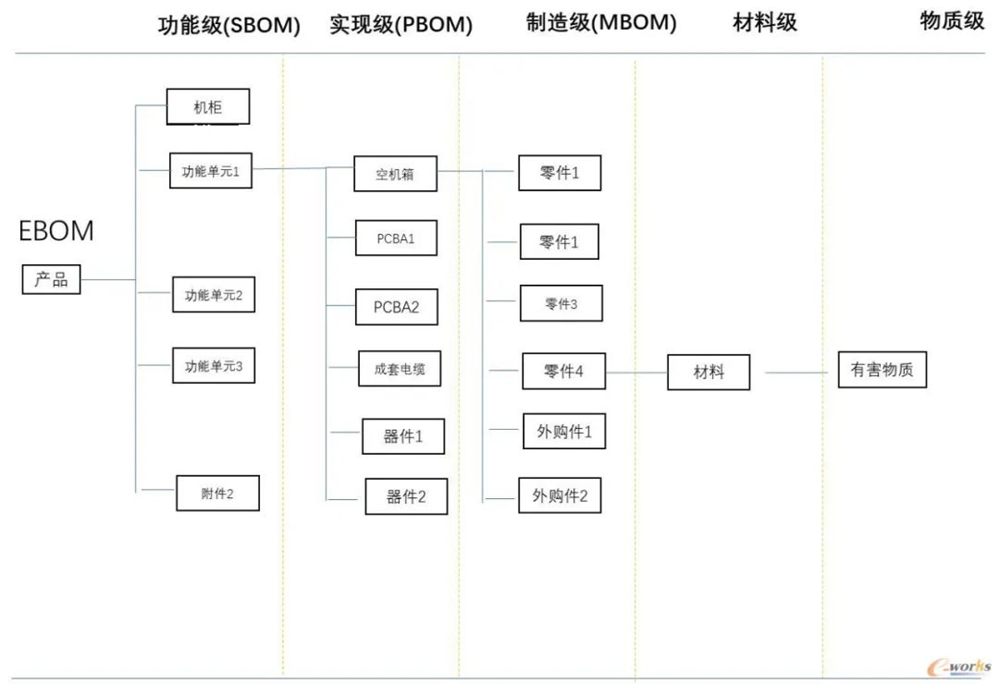 功能级(SBOM) 实现级(PBOM) 制造级(MBOM) 材料级 物质级
EBOM
产品
机柜
功能单元1
功能单元2
功能单元3
附件2
空机箱
PCBA1
PCBA2
成套电缆
器件1
器件2
零件1
零件1
零件3
零件4
外购件1
外购件2
材料
有害物质
e-works